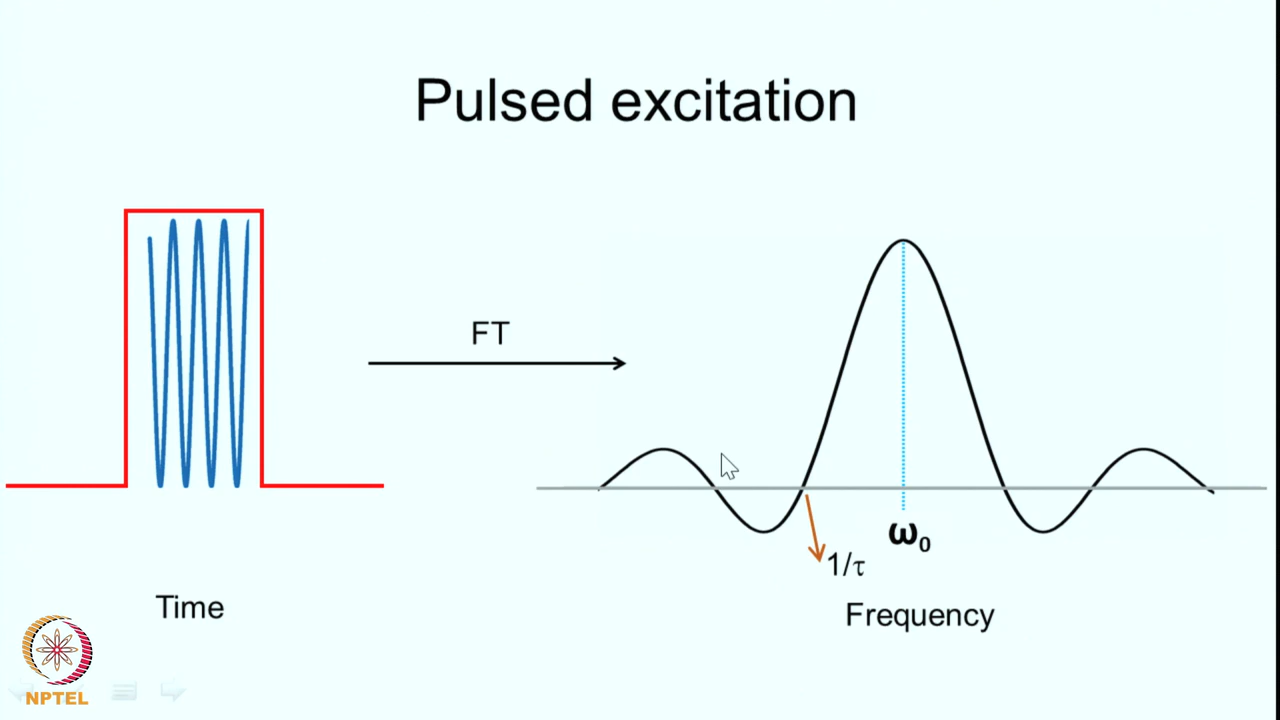 Pulsed excitation
FT
ω₀
1/τ
Time
Frequency
NPTEL